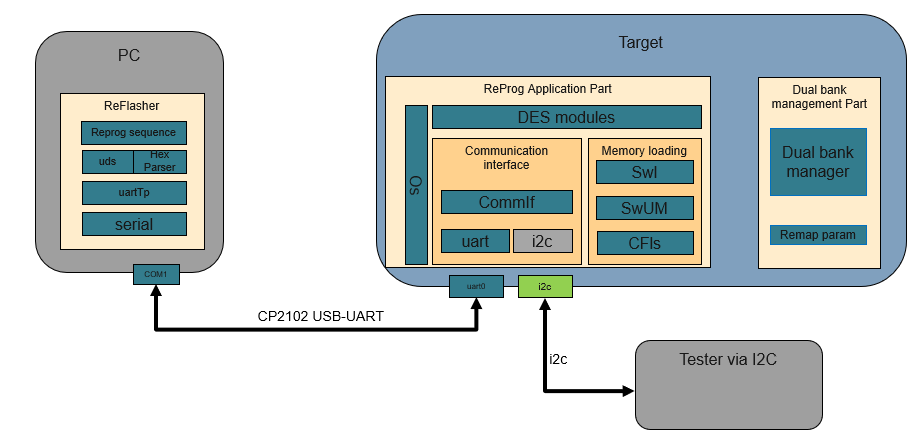 PC
ReFlasher
Reprog sequence
uds
Hex
Parser
uartTp
serial
COM1
Target
ReProg Application Part
Os
DES modules
Communication
interface
CommIf
uart
i2c
Memory loading
SwI
SwUM
CFIs
Dual bank
management Part
Dual bank
manager
Remap param
uart0
i2c
CP2102 USB-UART
i2c
Tester via I2C